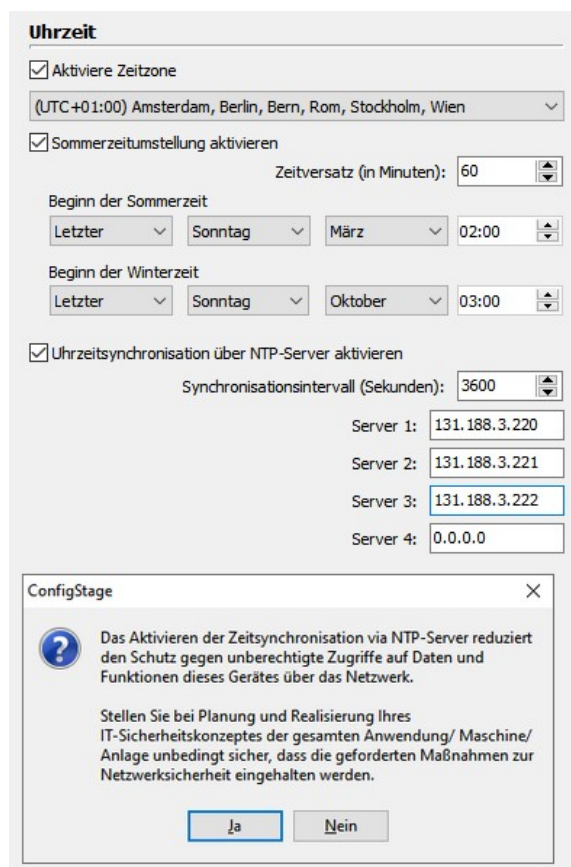 Uhrzeit
Aktiviere Zeitzone
(UTC+01:00) Amsterdam, Berlin, Bern, Rom, Stockholm, Wien
Sommerzeitumstellung aktivieren
Zeitversatz (in Minuten): 60
Beginn der Sommerzeit
Letzter Sonntag März 02:00
Beginn der Winterzeit
Letzter Sonntag Oktober 03:00
Uhrzeitsynchronisation über NTP-Server aktivieren
Synchronisationsintervall (Sekunden): 3600
Server 1: 131.188.3.220
Server 2: 131.188.3.221
Server 3: 131.188.3.222
Server 4: 0.0.0.0
ConfigStage
Das Aktivieren der Zeitsynchronisation via NTP-Server reduziert
den Schutz gegen unberechtigte Zugriffe auf Daten und
Funktionen dieses Gerätes über das Netzwerk.
Stellen Sie bei Planung und Realisierung Ihres
IT-Sicherheitskonzeptes der gesamten Anwendung/ Maschine/
Anlage unbedingt sicher, dass die geforderten Maßnahmen zur
Netzwerksicherheit eingehalten werden.
Ja Nein